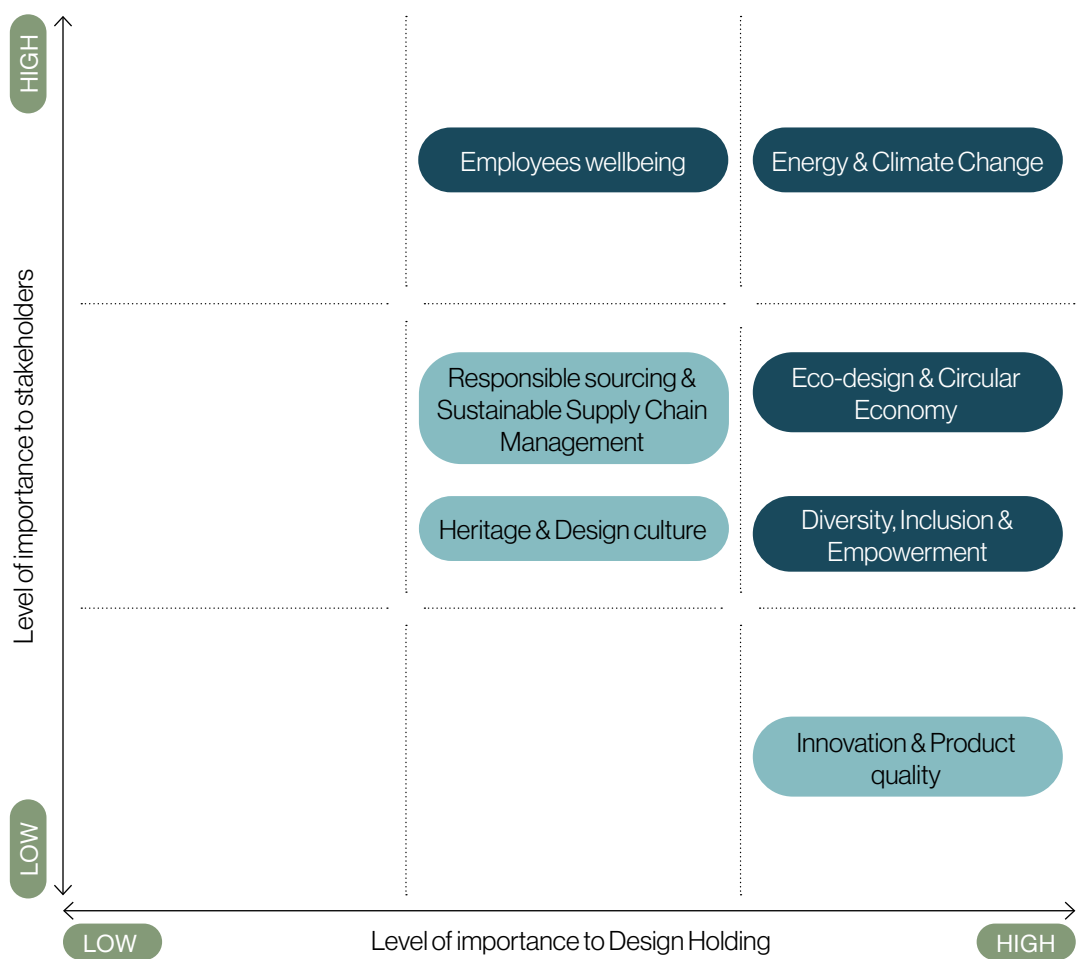 HIGH
Level of importance to stakeholders
LOW
Employees wellbeing
Energy & Climate Change
Responsible sourcing &
Sustainable Supply Chain
Management
Eco-design & Circular
Economy
Heritage & Design culture
Diversity, Inclusion &
Empowerment
Innovation & Product
quality
LOW
Level of importance to Design Holding
HIGH